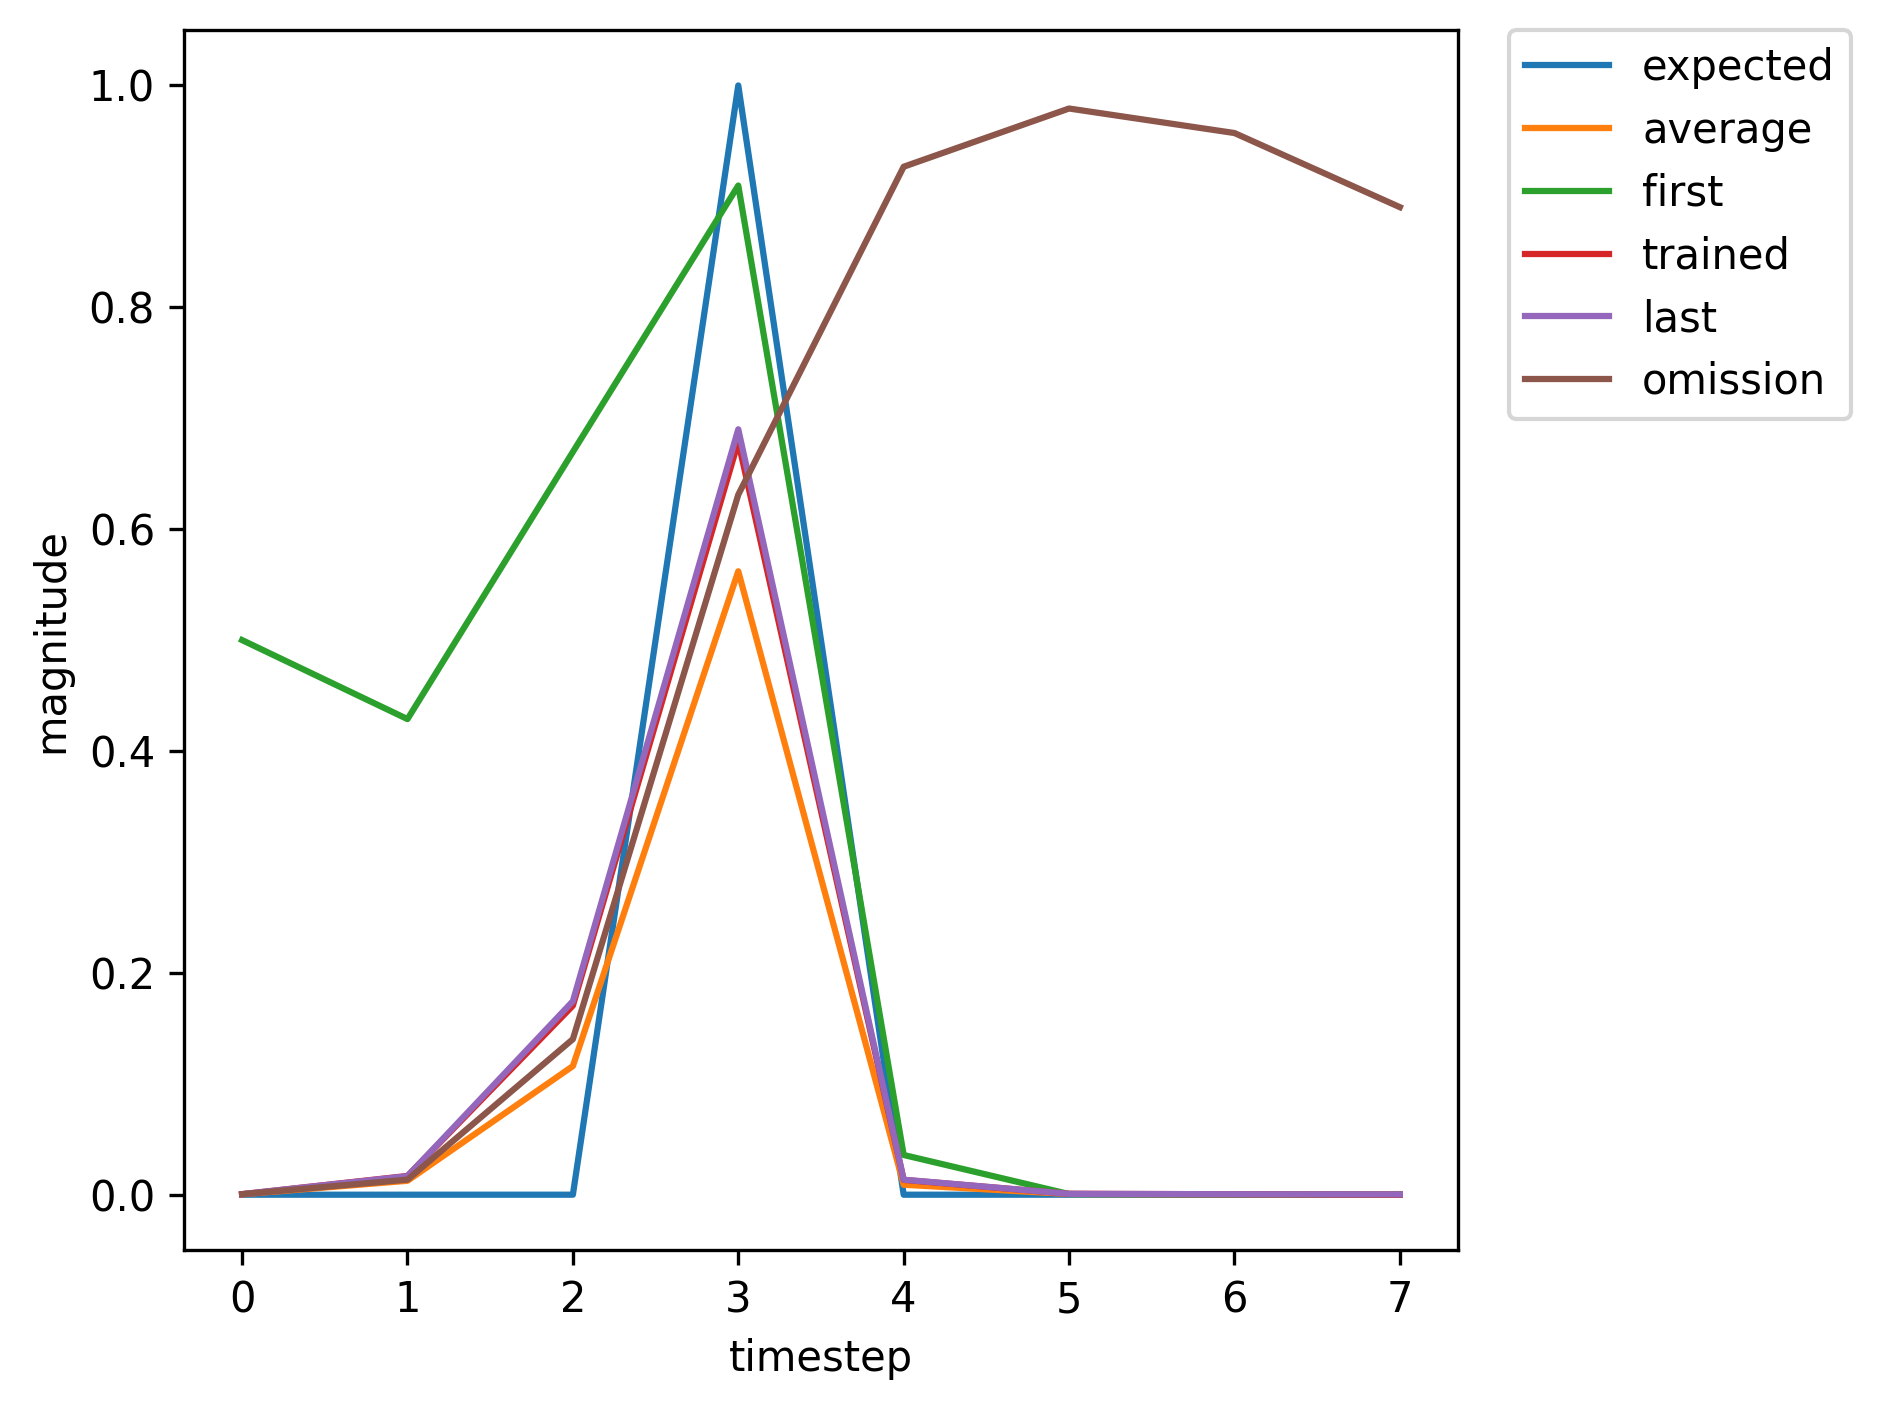 1.0
0.8
0.6
0.4
0.2
0.0
magnitude
0 1 2 3 4 5 6 7
timestep
expected
average
first
trained
last
omission